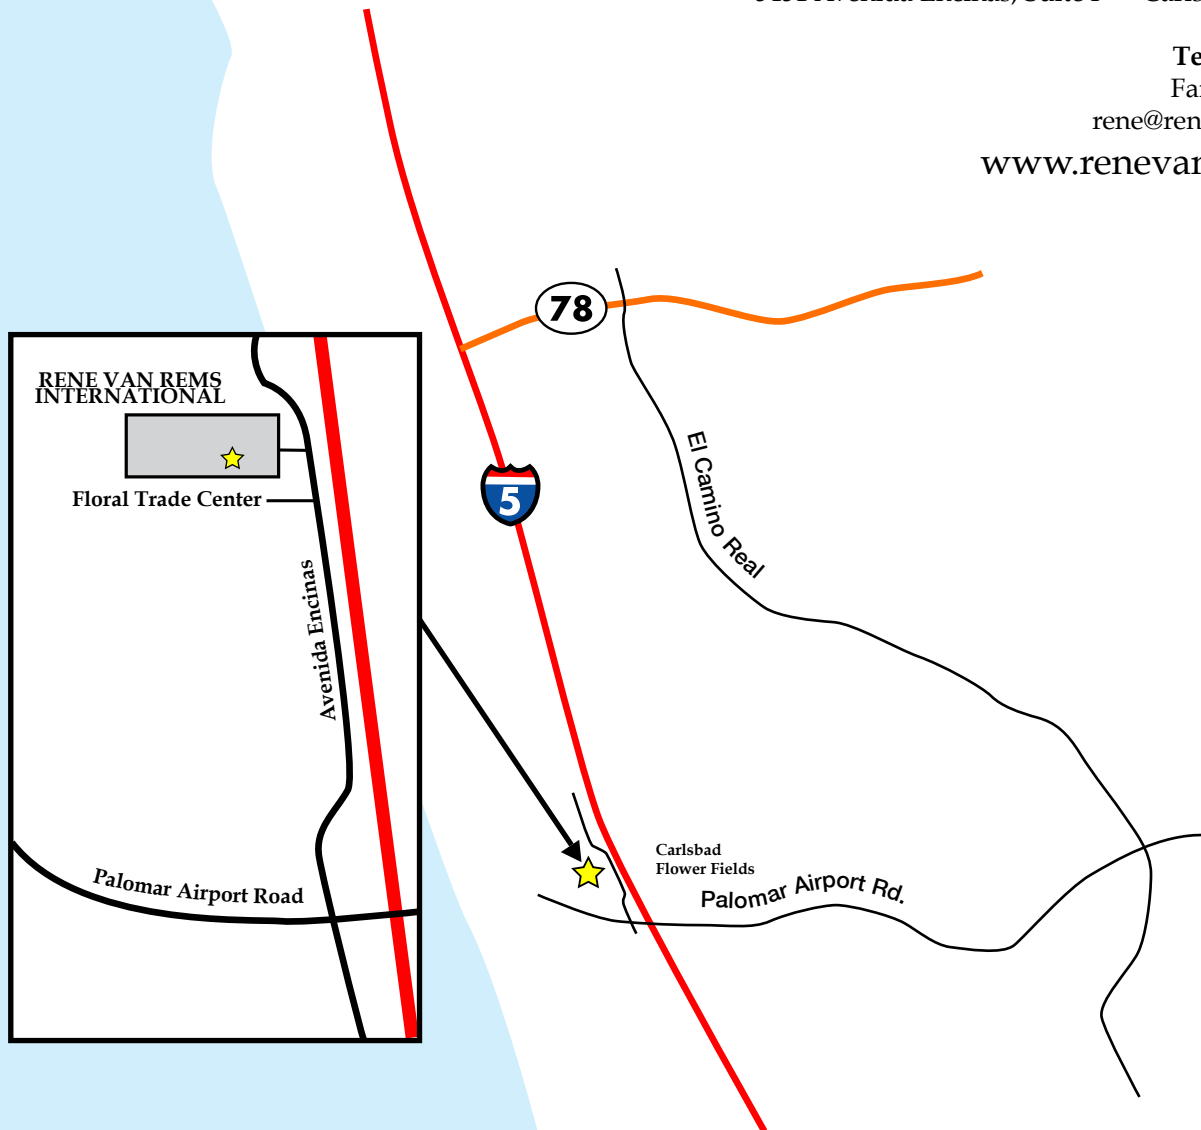 Te
Fa
rene@ren
www.renevar
78
RENE VAN REMS
INTERNATIONAL
El Camino Real
5
Floral Trade Center
Avenida Encinas
Carlsbad
Flower Fields
Palomar Airport Rd.
Palomar Airport Road